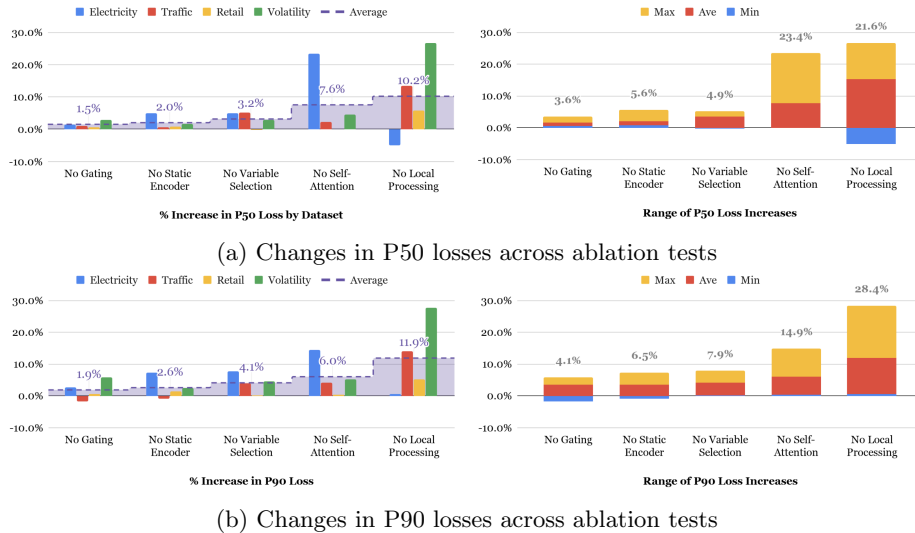 Electricity Traffic Retail Volatility Average
30.0%
20.0%
10.0%
0.0%
-10.0%
1.5%
2.0%
3.2%
7.6%
10.2%
No Gating
No Static Encoder
No Variable Selection
No Self-Attention
No Local Processing
% Increase in P50 Loss by Dataset
Max Ave Min
30.0%
20.0%
10.0%
0.0%
-10.0%
3.6%
5.6%
4.9%
23.4%
21.6%
No Gating
No Static Encoder
No Variable Selection
No Self-Attention
No Local Processing
Range of P50 Loss Increases
(a) Changes in P50 losses across ablation tests
Electricity Traffic Retail Volatility Average
30.0%
20.0%
10.0%
0.0%
-10.0%
1.9%
2.6%
4.1%
6.0%
11.9%
No Gating
No Static Encoder
No Variable Selection
No Self-Attention
No Local Processing
% Increase in P90 Loss
Max Ave Min
30.0%
20.0%
10.0%
0.0%
-10.0%
4.1%
6.5%
7.9%
14.9%
28.4%
No Gating
No Static Encoder
No Variable Selection
No Self-Attention
No Local Processing
Range of P90 Loss Increases
(b) Changes in P90 losses across ablation tests